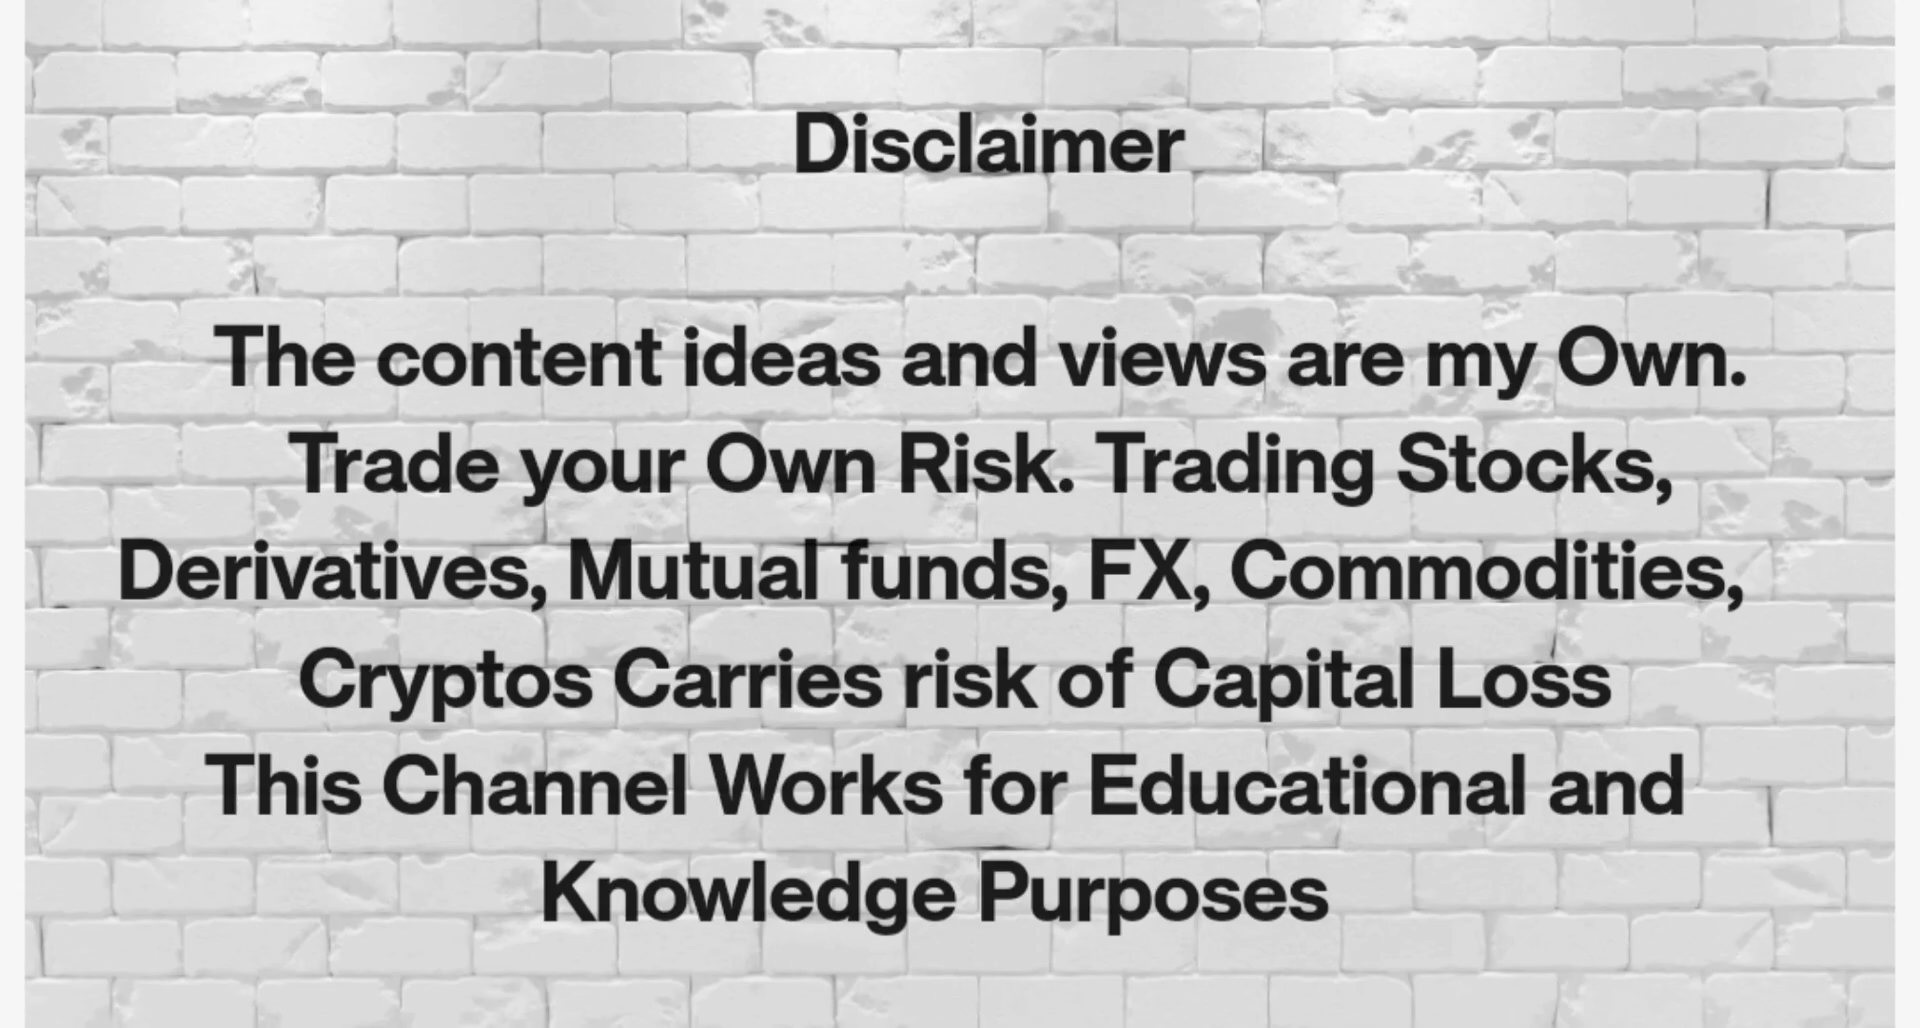 Disclaimer
The content ideas and views are my Own.
Trade your Own Risk. Trading Stocks,
Derivatives, Mutual funds, FX, Commodities,
Cryptos Carries risk of Capital Loss
This Channel Works for Educational and
Knowledge Purposes